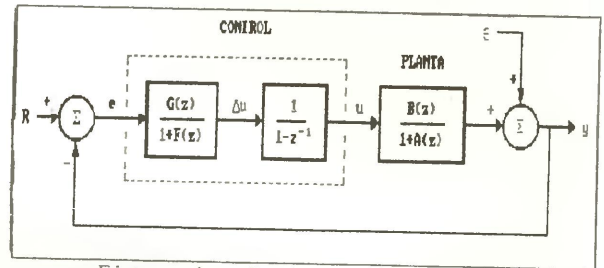 CONTROL
ϵ
PLANTA
R + Σ e G(z) / 1+F(z) Δu 1 / 1-z⁻¹ u B(z) / 1+A(z) + + Σ y
−